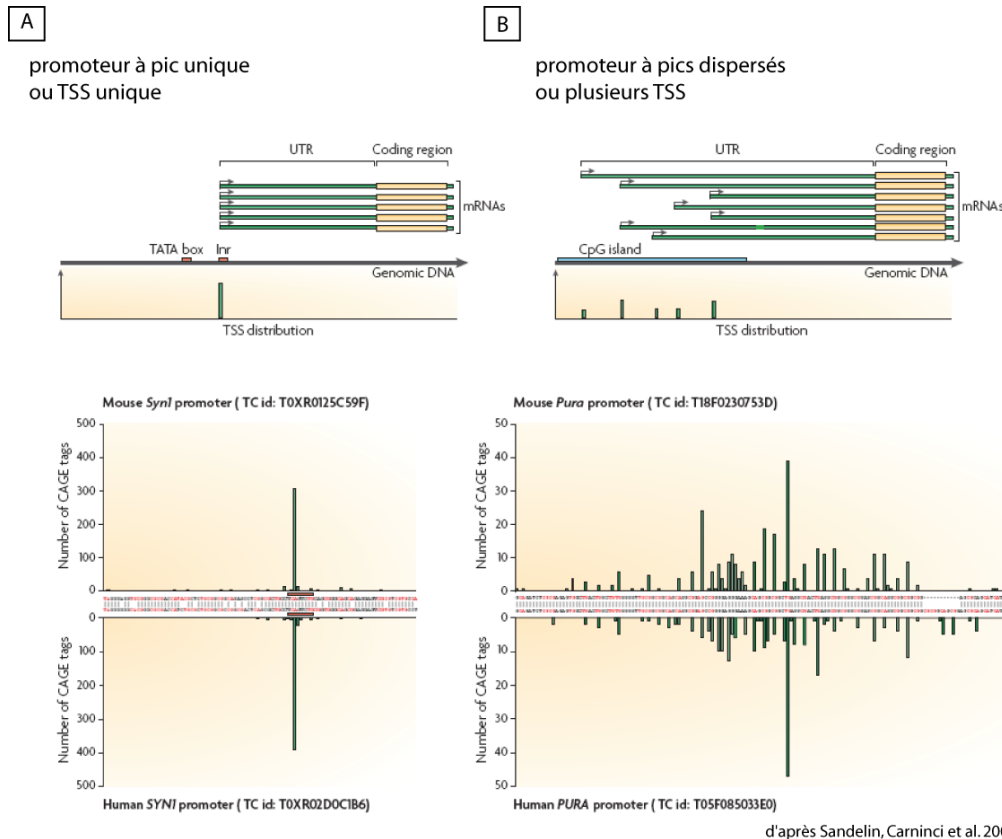 A
promoteur à pic unique
ou TSS unique
UTR
Coding region
mRNAs
TATA box
Inr
Genomic DNA
TSS distribution
Mouse Syn1 promoter ( TC id: T0XR0125C59F)
Number of CAGE tags
500
400
300
200
100
0
0
100
200
300
400
500
Number of CAGE tags
Human SYN1 promoter ( TC id: T0XR02D0C1B6)
B
promoteur à pics dispersés
ou plusieurs TSS
UTR
Coding region
mRNAs
CpG island
Genomic DNA
TSS distribution
Mouse Pura promoter ( TC id: T18F0230753D)
Number of CAGE tags
50
40
30
20
10
0
0
10
20
30
40
50
Number of CAGE tags
Human PURA promoter ( TC id: T05F085033E0)
d'après Sandelin, Carninci et al. 200